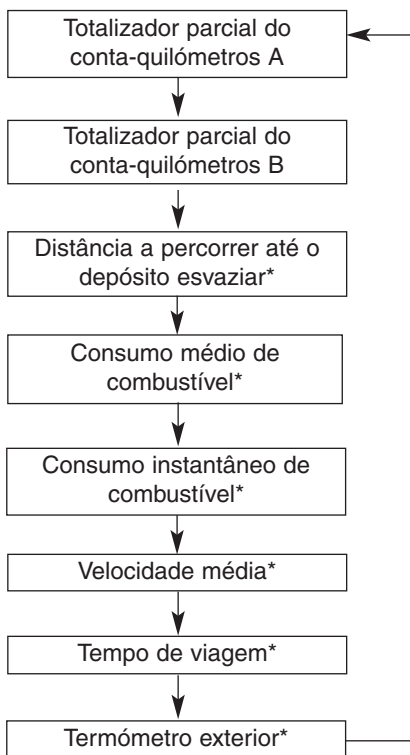 Totalizador parcial do
conta-quilómetros A
Totalizador parcial do
conta-quilómetros B
Distância a percorrer até o
depósito esvaziar*
Consumo médio de
combustível*
Consumo instantâneo de
combustível*
Velocidade média*
Tempo de viagem*
Termómetro exterior*